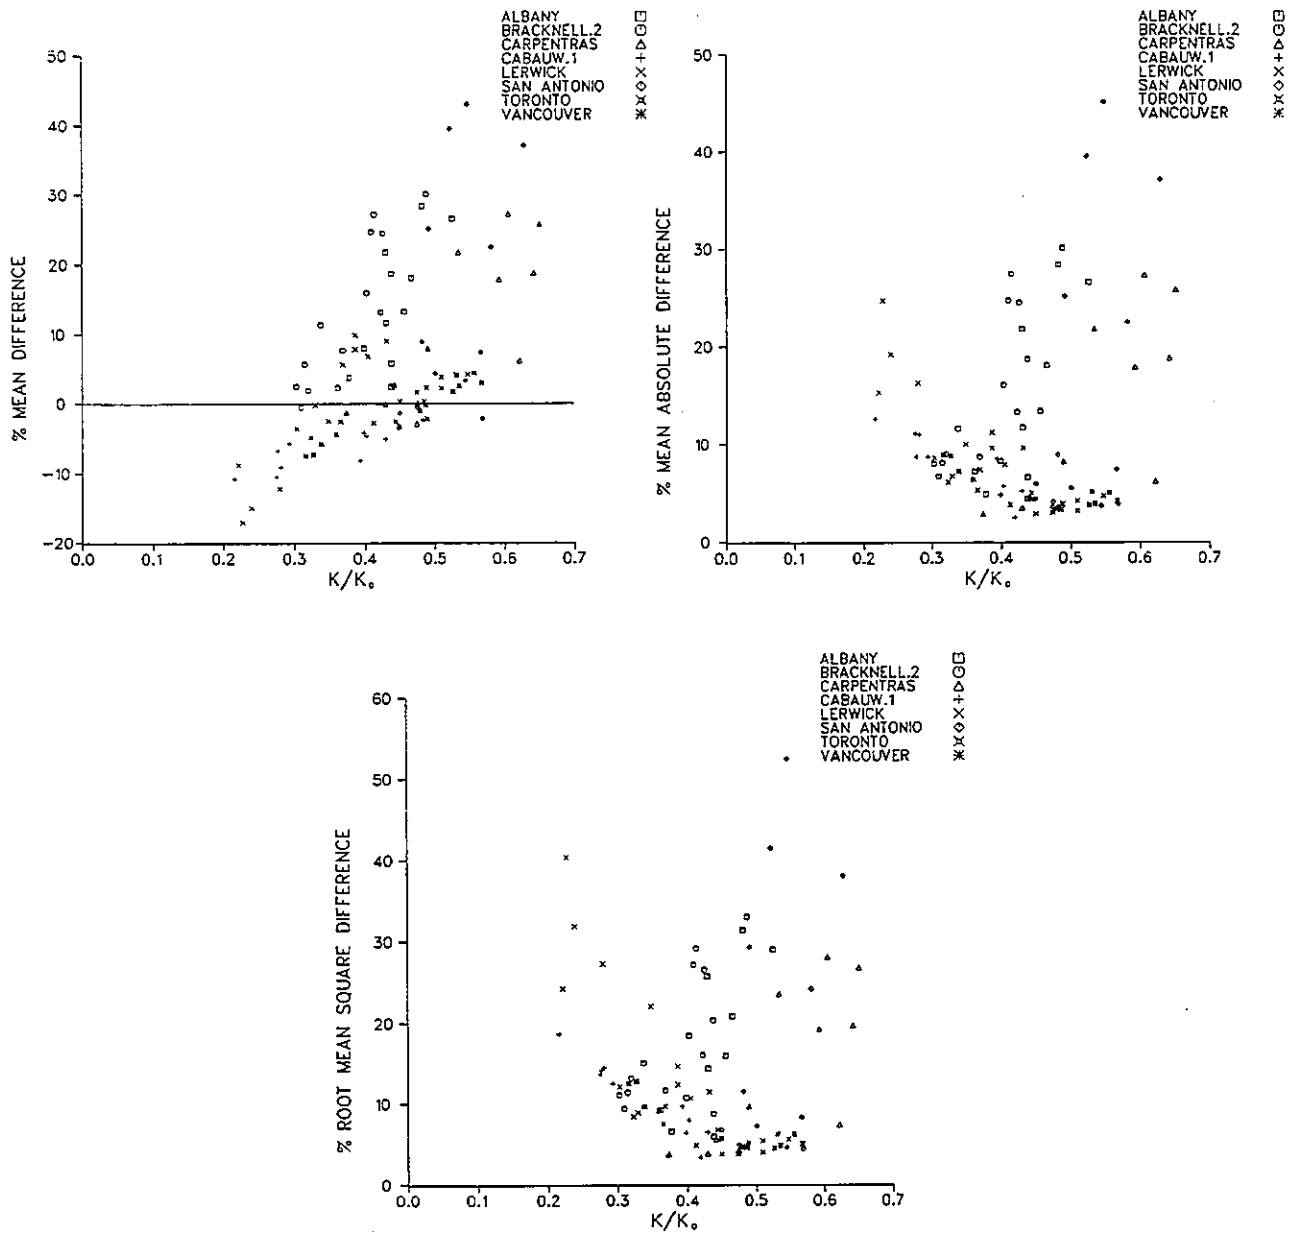 ALBANY
BRACKNELL.2
CARPENTRAS
CABAUW.1
LERWICK
SAN ANTONIO
TORONTO
VANCOUVER
50
40
30
20
10
0
−10
−20
% MEAN DIFFERENCE
0.0 0.1 0.2 0.3 0.4 0.5 0.6 0.7
K/K₀
ALBANY
BRACKNELL.2
CARPENTRAS
CABAUW.1
LERWICK
SAN ANTONIO
TORONTO
VANCOUVER
50
40
30
20
10
0
% MEAN ABSOLUTE DIFFERENCE
0.0 0.1 0.2 0.3 0.4 0.5 0.6 0.7
K/K₀
ALBANY
BRACKNELL.2
CARPENTRAS
CABAUW.1
LERWICK
SAN ANTONIO
TORONTO
VANCOUVER
60
50
40
30
20
10
0
% ROOT MEAN SQUARE DIFFERENCE
0.0 0.1 0.2 0.3 0.4 0.5 0.6 0.7
K/K₀